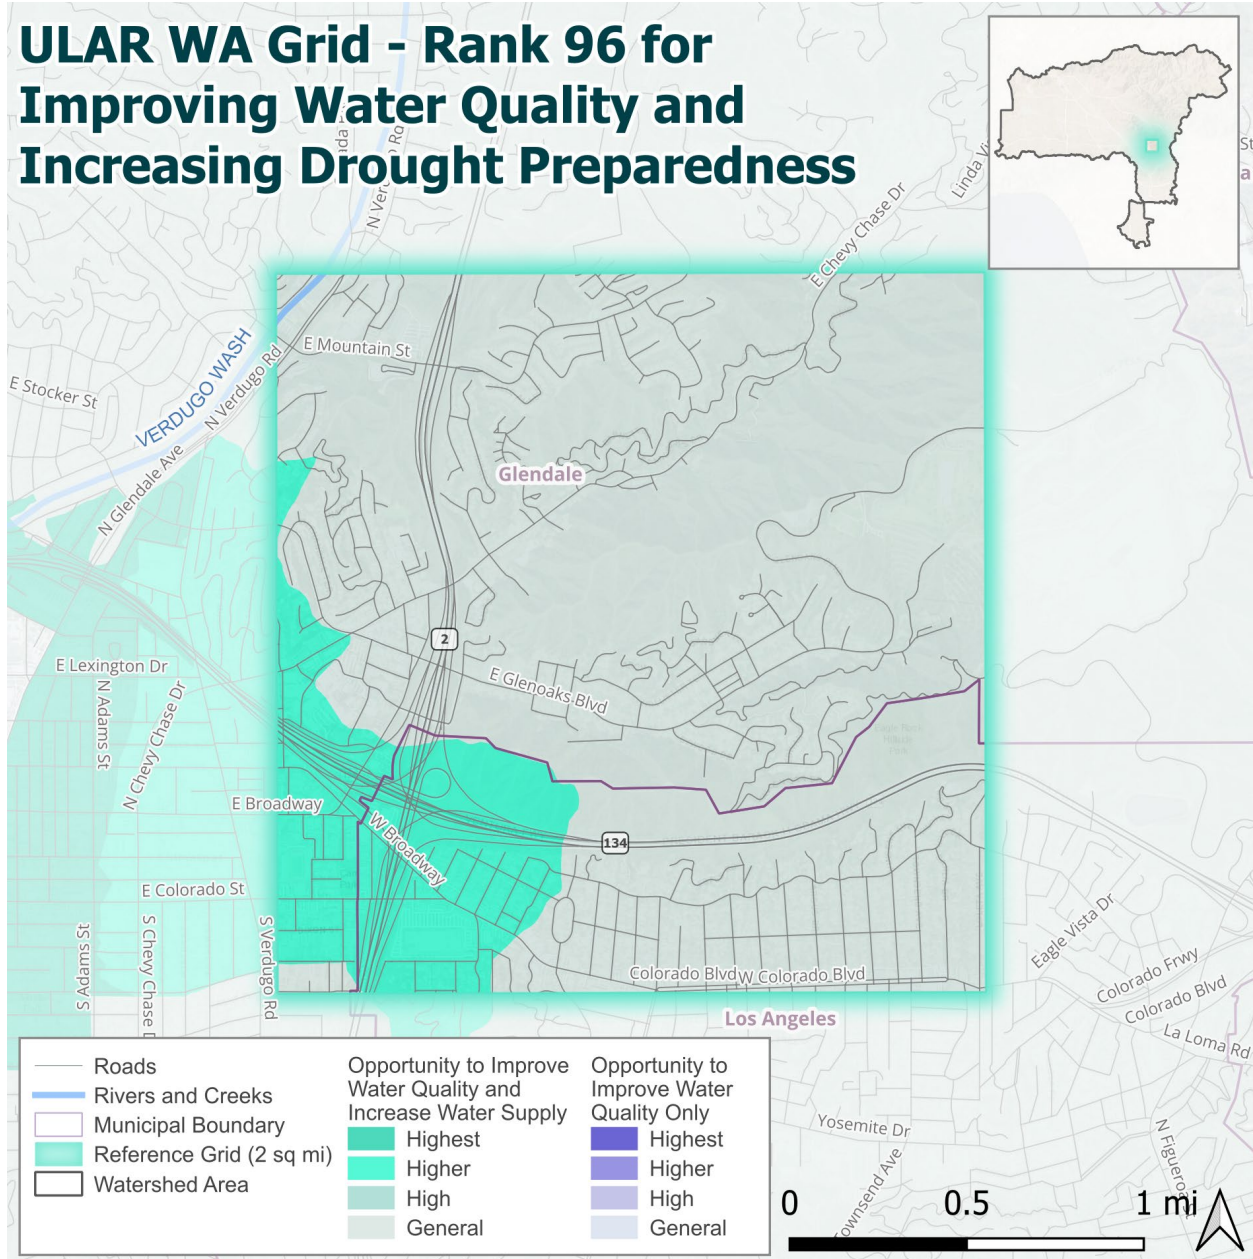 ULAR WA Grid - Rank 96 for
Improving Water Quality and
Increasing Drought Preparedness
N Verdugo Rd
E Chevy Chase Dr
E Mountain St
VERDUGO WASH
N Verdugo Rd
E Stocker St
N Glendale Ave
Glendale
2
E Lexington Dr
N Adams St
N Chevy Chase Dr
E Glenoaks Blvd
E Broadway
W Broadway
134
E Colorado St
S Adams St
S Chevy Chase D
S Verdugo Rd
Colorado Blvd
W Colorado Blvd
Eagle Vista Dr
Colorado Frwy
Colorado Blvd
La Loma Rd
Los Angeles
Yosemite Dr
Townsend Ave
N Figueroa
Roads
Rivers and Creeks
Municipal Boundary
Reference Grid (2 sq mi)
Watershed Area
Opportunity to Improve
Water Quality and
Increase Water Supply
Highest
Higher
High
General
Opportunity to
Improve Water
Quality Only
Highest
Higher
High
General
0 0.5 1 mi